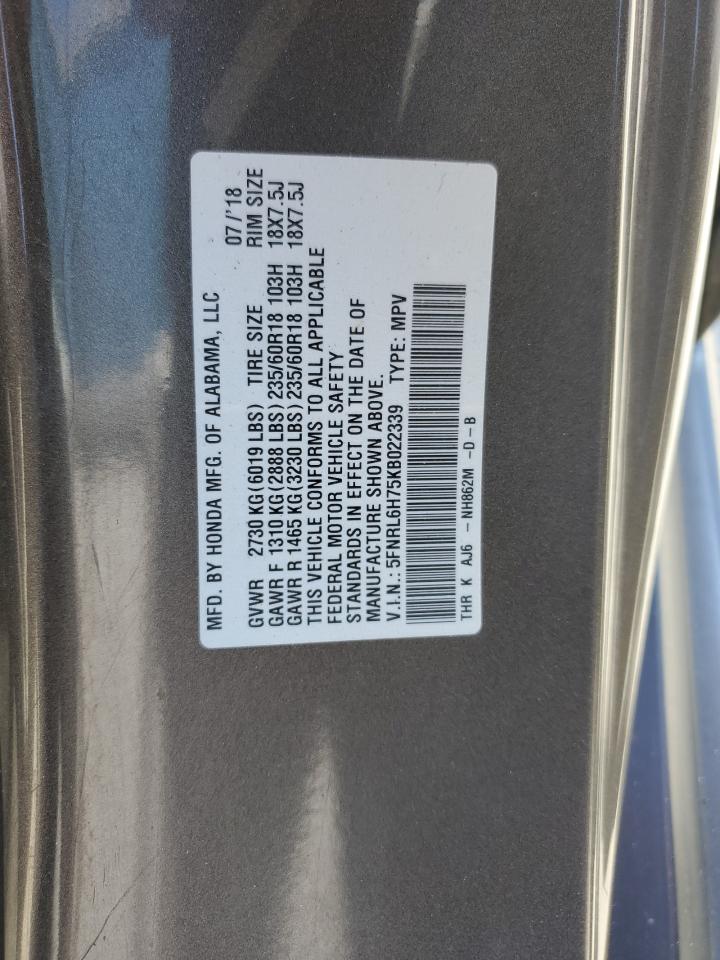 MFD. BY HONDA MFG. OF ALABAMA, LLC 07/'18
GVWR 2730 KG(6019 LBS) TIRE SIZE RIM SIZE
GAWR F 1310 KG(2888 LBS) 235/60R18 103H 18X7.5J
GAWR R 1465 KG(3230 LBS) 235/60R18 103H 18X7.5J
THIS VEHICLE CONFORMS TO ALL APPLICABLE
FEDERAL MOTOR VEHICLE SAFETY
STANDARDS IN EFFECT ON THE DATE OF
MANUFACTURE SHOWN ABOVE.
V.I.N.: 5FNRL6H75KB022339 TYPE: MPV
THR K AJ6 - NH862M -D-B